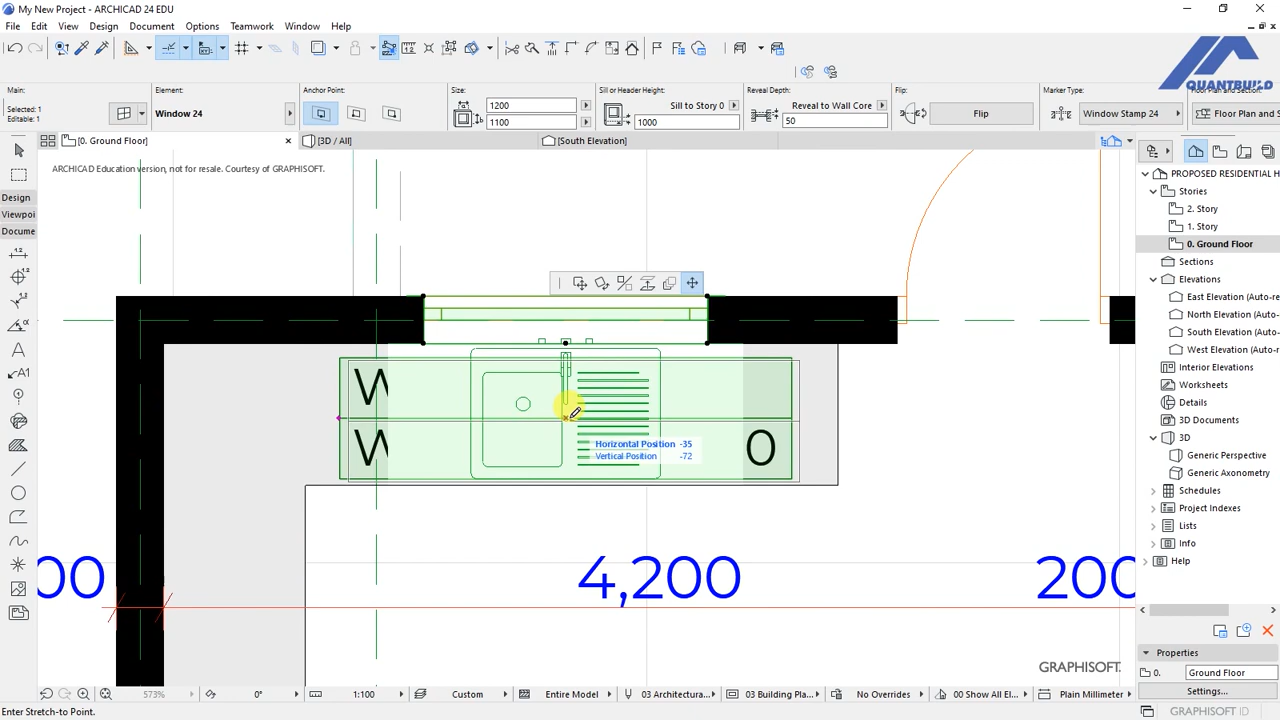 My New Project - ARCHICAD 24 EDU
File Edit View Design Document Options Teamwork Window Help
QUANTBUILD
Main: Element: Anchor Point: Size: Sill or Header Height: Reveal Depth: Flip: Marker Type: Floor Plan and Section:
Selected: 1
Editable: 1
Window 24
1200
1100
Sill to Story 0
1000
Reveal to Wall Core
50
Flip
Window Stamp 24
Floor Plan and S
[0. Ground Floor]
[3D / All]
[South Elevation]
ARCHICAD Education version, not for resale. Courtesy of GRAPHISOFT.
Design
Viewpoi
Docume
PROPOSED RESIDENTIAL H
Stories
2. Story
1. Story
0. Ground Floor
Sections
Elevations
East Elevation (Auto-re
North Elevation (Auto-r
South Elevation (Auto-r
West Elevation (Auto-r
Interior Elevations
Worksheets
Details
3D Documents
3D
Generic Perspective
Generic Axonometry
Schedules
Project Indexes
Lists
Info
Help
W
W 0
Horizontal Position -35
Vertical Position -72
00 4,200 200
GRAPHISOFT.
Properties
0. Ground Floor
Settings...
573% 0° 1:100 Custom Entire Model 03 Architectura... 03 Building Pla... No Overrides 00 Show All El... Plain Millimeter
Enter Stretch-to Point.
GRAPHISOFT ID